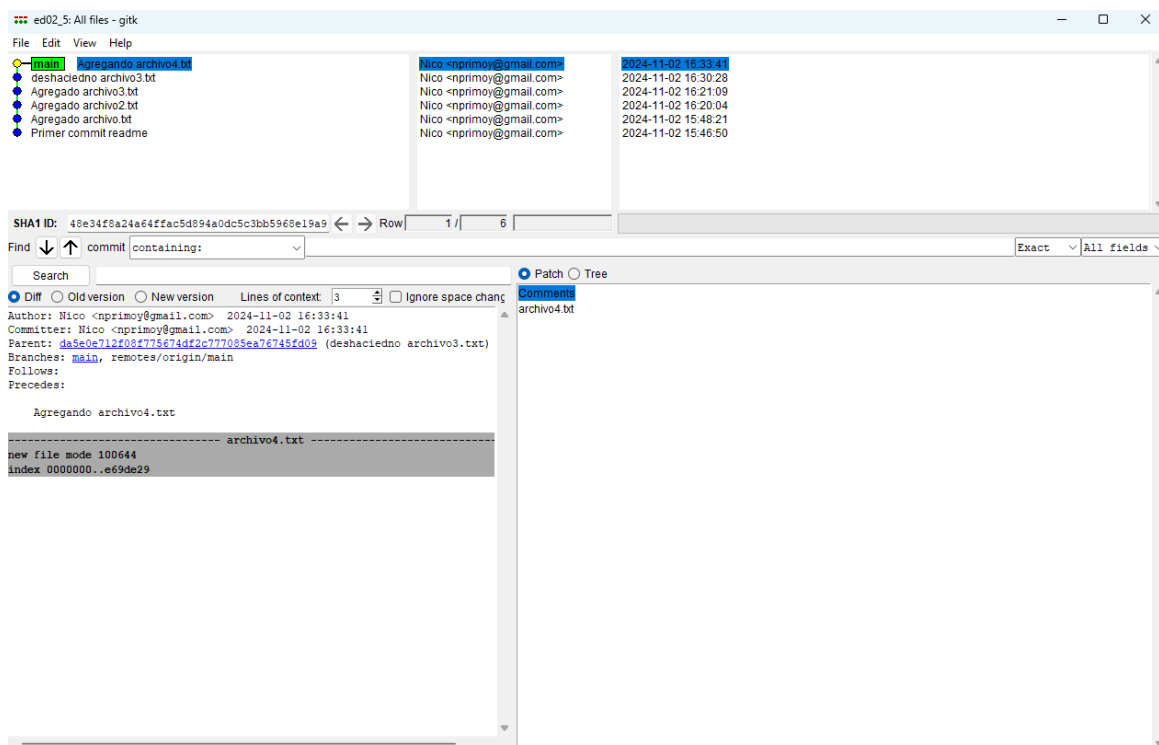 ed02_5: All files - gitk
File Edit View Help
main Agregando archivo4.txt Nico <nprimoy@gmail.com> 2024-11-02 16:33:41
deshaciedno archivo3.txt Nico <nprimoy@gmail.com> 2024-11-02 16:30:28
Agregado archivo3.txt Nico <nprimoy@gmail.com> 2024-11-02 16:21:09
Agregado archivo2.txt Nico <nprimoy@gmail.com> 2024-11-02 16:20:04
Agregado archivo.txt Nico <nprimoy@gmail.com> 2024-11-02 15:48:21
Primer commit readme Nico <nprimoy@gmail.com> 2024-11-02 15:46:50
SHA1 ID: 48e34f8a24a64ffac5d894a0dc5c3bb5968e19a9 Row 1 / 6
Find commit containing: Exact All fields
Search
Patch Tree
Diff Old version New version Lines of context: 3 Ignore space chang
Comments
archivo4.txt
Author: Nico <nprimoy@gmail.com> 2024-11-02 16:33:41
Committer: Nico <nprimoy@gmail.com> 2024-11-02 16:33:41
Parent: da5e0e712f08f775674df2c777085ea76745fd09 (deshaciedno archivo3.txt)
Branches: main, remotes/origin/main
Follows:
Precedes:
Agregando archivo4.txt
------------------------------- archivo4.txt -------------------------------
new file mode 100644
index 0000000..e69de29